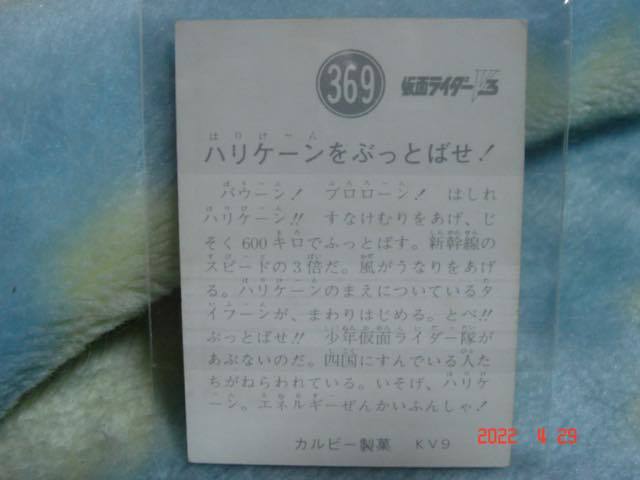 369 仮面ライダーV3
はりけーん
ハリケーンをぶっとばせ!
バウーン! ブロローン! はしれ
ハリケーン!! すなけむりをあげ、じ
そく600キロでふっとばす。新幹線の
スピードの3倍だ。風がうなりをあげ
る。ハリケーンのまえについているタ
イフーンが、まわりはじめる。とべ!!
ぶっとばせ!! 少年仮面ライダー隊が
あぶないのだ。四国にすんでいる人た
ちがねらわれている。いそげ、ハリケ
ーン。エネルギーぜんかいふんしゃ!
カルビー製菓 KV9
2022 4 29